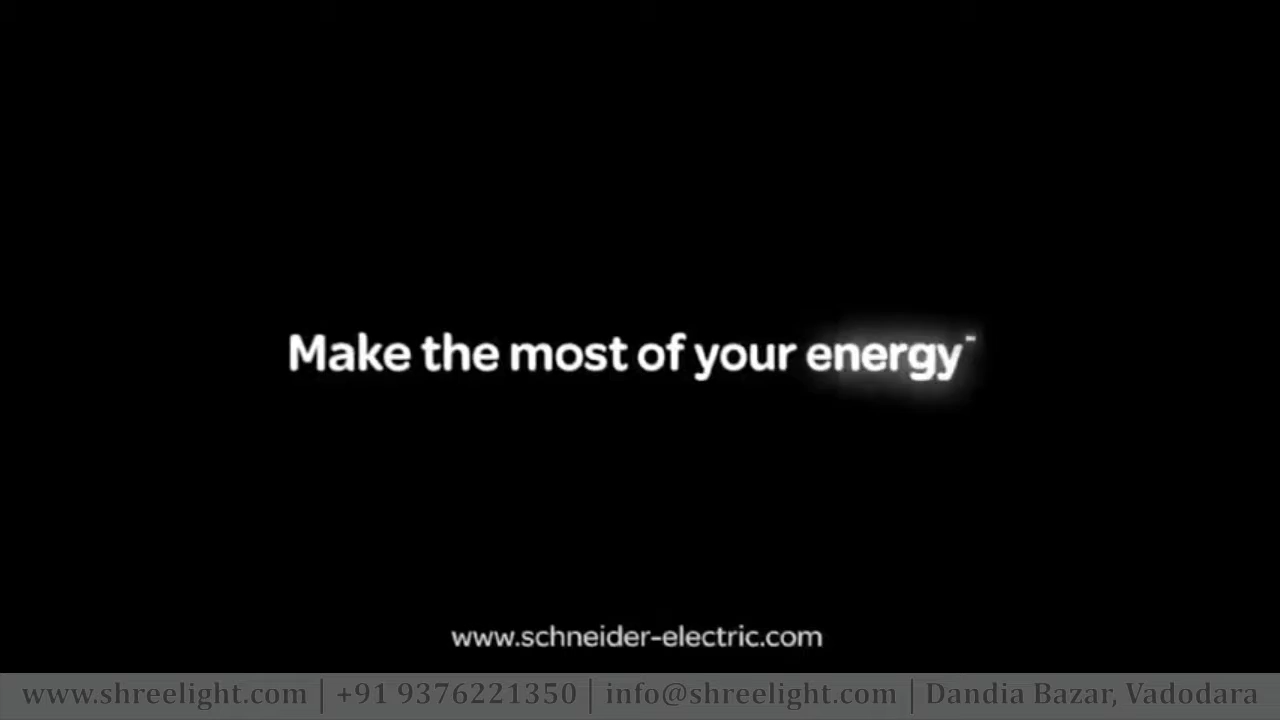 Make the most of your energy™
www.schneider-electric.com
www.shreelight.com | +91 9376221350 | info@shreelight.com | Dandia Bazar, Vadodara